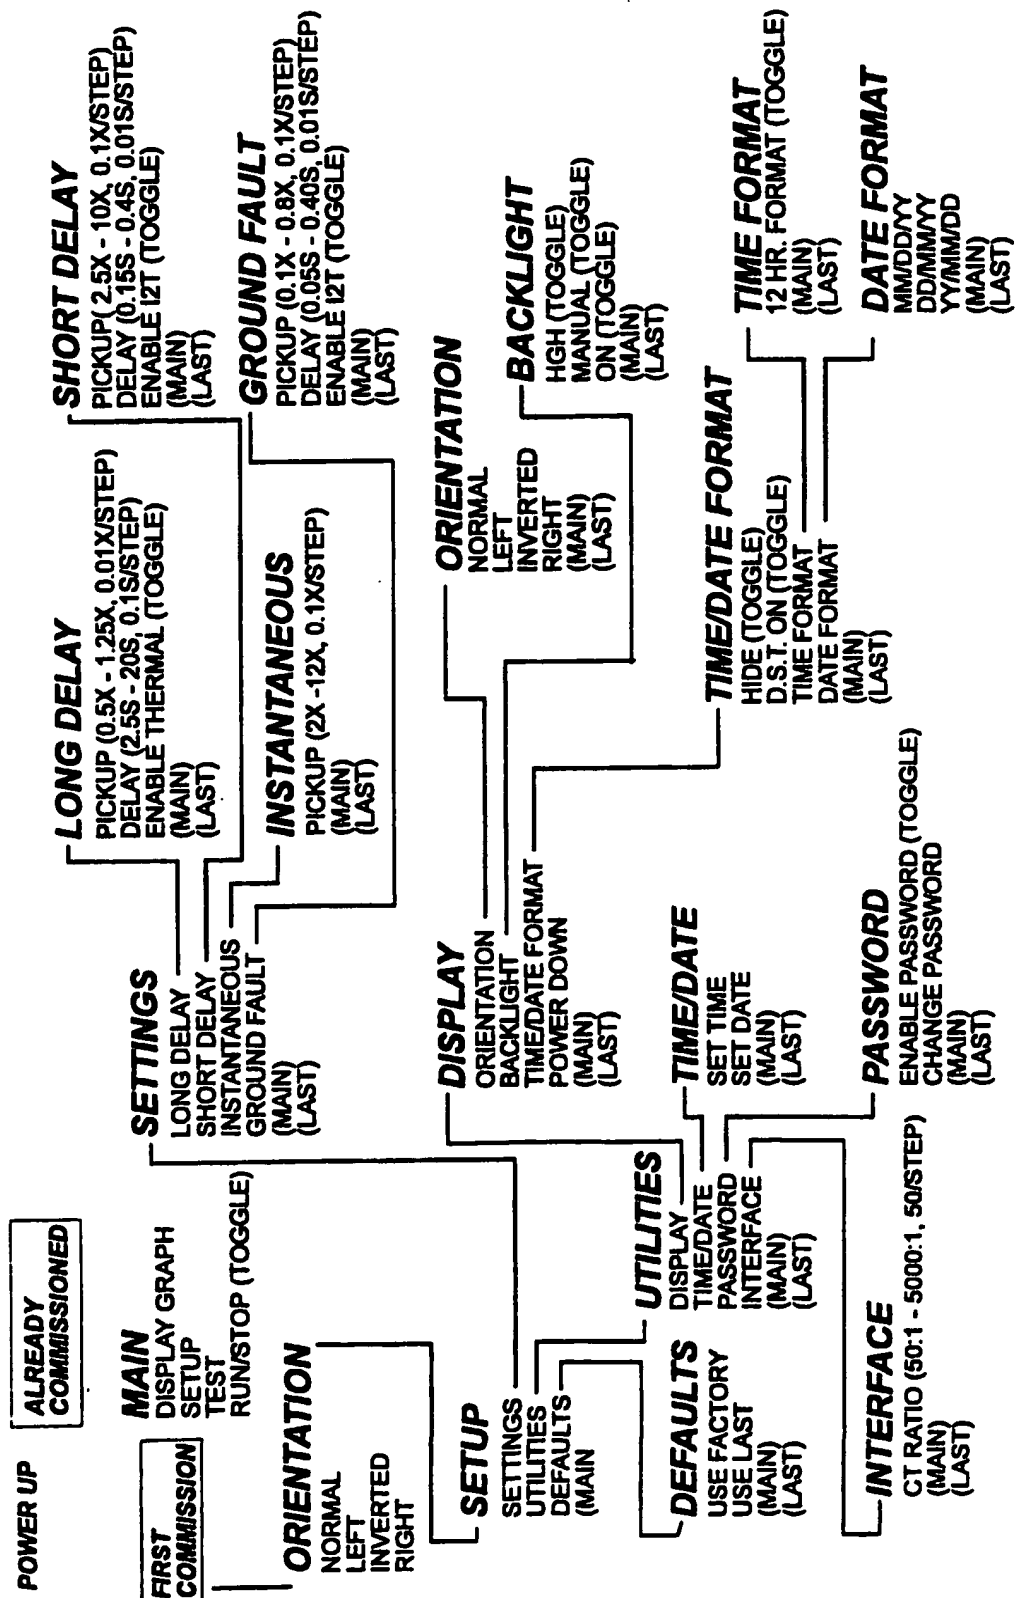 POWER UP
ALREADY
COMMISSIONED
FIRST
COMMISSION
MAIN
DISPLAY GRAPH
SETUP
TEST
RUN/STOP (TOGGLE)
ORIENTATION
NORMAL
LEFT
INVERTED
RIGHT
SETUP
SETTINGS
UTILITIES
DEFAULTS
(MAIN
DEFAULTS
USE FACTORY
USE LAST
(MAIN)
(LAST)
INTERFACE
CT RATIO (50:1 - 5000:1, 50/STEP)
(MAIN)
(LAST)
SETTINGS
LONG DELAY
SHORT DELAY
INSTANTANEOUS
GROUND FAULT
(MAIN)
(LAST)
UTILITIES
DISPLAY
TIME/DATE
PASSWORD
INTERFACE
(MAIN)
(LAST)
DISPLAY
ORIENTATION
BACKLIGHT
TIME/DATE FORMAT
POWER DOWN
(MAIN)
(LAST)
TIME/DATE
SET TIME
SET DATE
(MAIN)
(LAST)
PASSWORD
ENABLE PASSWORD (TOGGLE)
CHANGE PASSWORD
(MAIN)
(LAST)
LONG DELAY
PICKUP (0.5X - 1.25X, 0.01X/STEP)
DELAY (2.5S - 20S, 0.1S/STEP)
ENABLE THERMAL (TOGGLE)
(MAIN)
(LAST)
INSTANTANEOUS
PICKUP (2X -12X, 0.1X/STEP)
(MAIN)
(LAST)
SHORT DELAY
PICKUP( 2.5X - 10X, 0.1X/STEP)
DELAY (0.15S - 0.4S, 0.01S/STEP)
ENABLE I2T (TOGGLE)
(MAIN)
(LAST)
GROUND FAULT
PICKUP (0.1X - 0.8X, 0.1X/STEP)
DELAY (0.05S - 0.40S, 0.01S/STEP)
ENABLE I2T (TOGGLE)
(MAIN)
(LAST)
ORIENTATION
NORMAL
LEFT
INVERTED
RIGHT
(MAIN)
(LAST)
BACKLIGHT
HGH (TOGGLE)
MANUAL (TOGGLE)
ON (TOGGLE)
(MAIN)
(LAST)
TIME/DATE FORMAT
HIDE (TOGGLE)
D.S.T. ON (TOGGLE)
TIME FORMAT
DATE FORMAT
(MAIN)
(LAST)
TIME FORMAT
12 HR. FORMAT (TOGGLE)
(MAIN)
(LAST)
DATE FORMAT
MM/DD/YY
DD/MM/YY
YY/MM/DD
(MAIN)
(LAST)